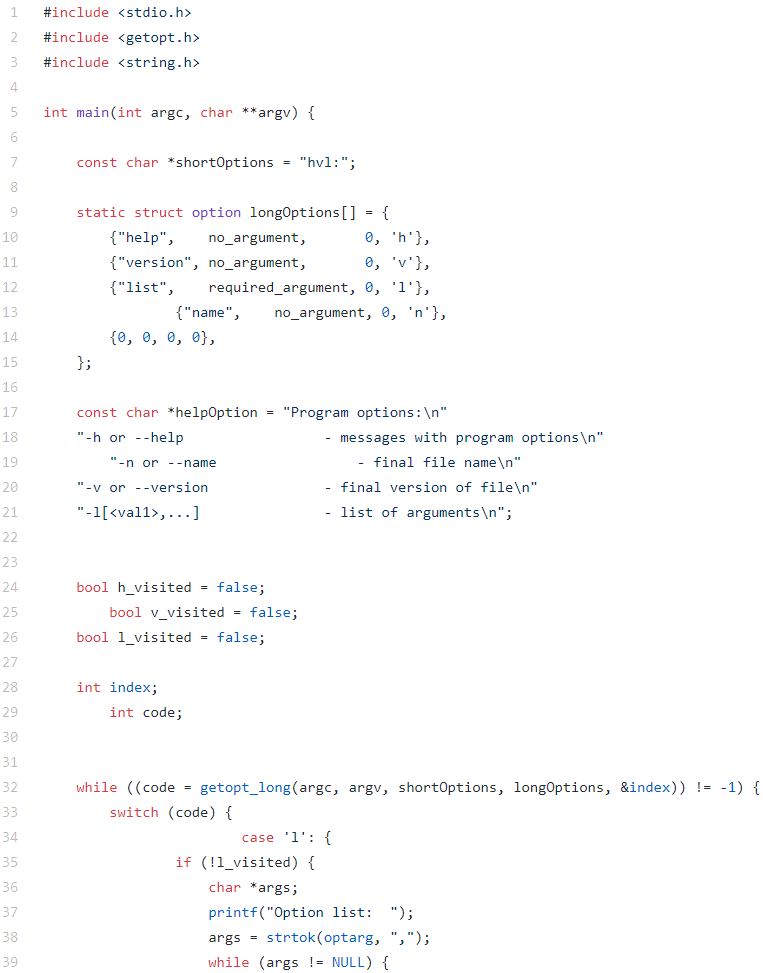 1 #include <stdio.h>
2 #include <getopt.h>
3 #include <string.h>
4
5 int main(int argc, char **argv) {
6
7     const char *shortOptions = "hvl:";
8
9     static struct option longOptions[] = {
10         {"help",    no_argument,       0, 'h'},
11         {"version", no_argument,       0, 'v'},
12         {"list",    required_argument, 0, 'l'},
13                 {"name",    no_argument, 0, 'n'},
14         {0, 0, 0, 0},
15     };
16
17     const char *helpOption = "Program options:\n"
18     "-h or --help                 - messages with program options\n"
19         "-n or --name                 - final file name\n"
20     "-v or --version              - final version of file\n"
21     "-l[<val1>,...]               - list of arguments\n";
22
23
24     bool h_visited = false;
25         bool v_visited = false;
26     bool l_visited = false;
27
28     int index;
29         int code;
30
31
32     while ((code = getopt_long(argc, argv, shortOptions, longOptions, &index)) != -1) {
33         switch (code) {
34                         case 'l': {
35                 if (!l_visited) {
36                     char *args;
37                     printf("Option list:  ");
38                     args = strtok(optarg, ",");
39                     while (args != NULL) {